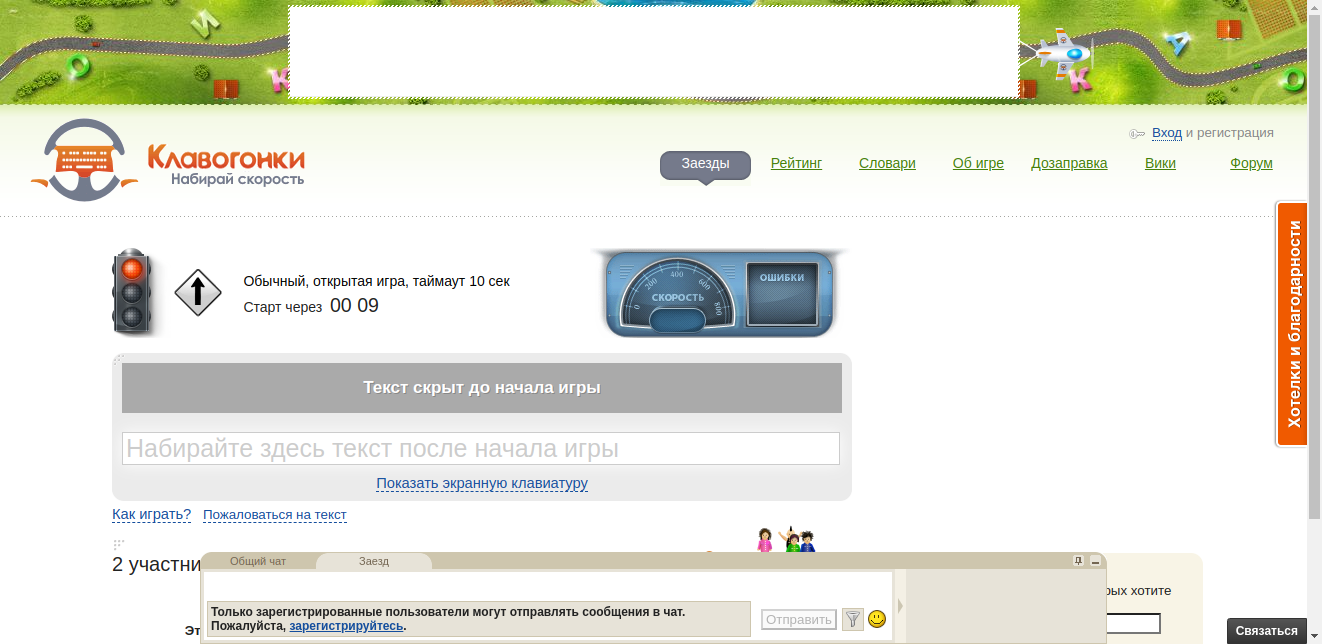 Клавогонки
Набирай скорость
Вход и регистрация
Заезды Рейтинг Словари Об игре Дозаправка Вики Форум
Хотелки и благодарности
Обычный, открытая игра, таймаут 10 сек
Старт через 00 09
0 200 400 600 800
СКОРОСТЬ
ОШИБКИ
Текст скрыт до начала игры
Набирайте здесь текст после начала игры
Показать экранную клавиатуру
Как играть? Пожаловаться на текст
2 участни
Общий чат Заезд
рых хотите
Только зарегистрированные пользователи могут отправлять сообщения в чат.
Пожалуйста, зарегистрируйтесь.
Отправить
Эт
Связаться